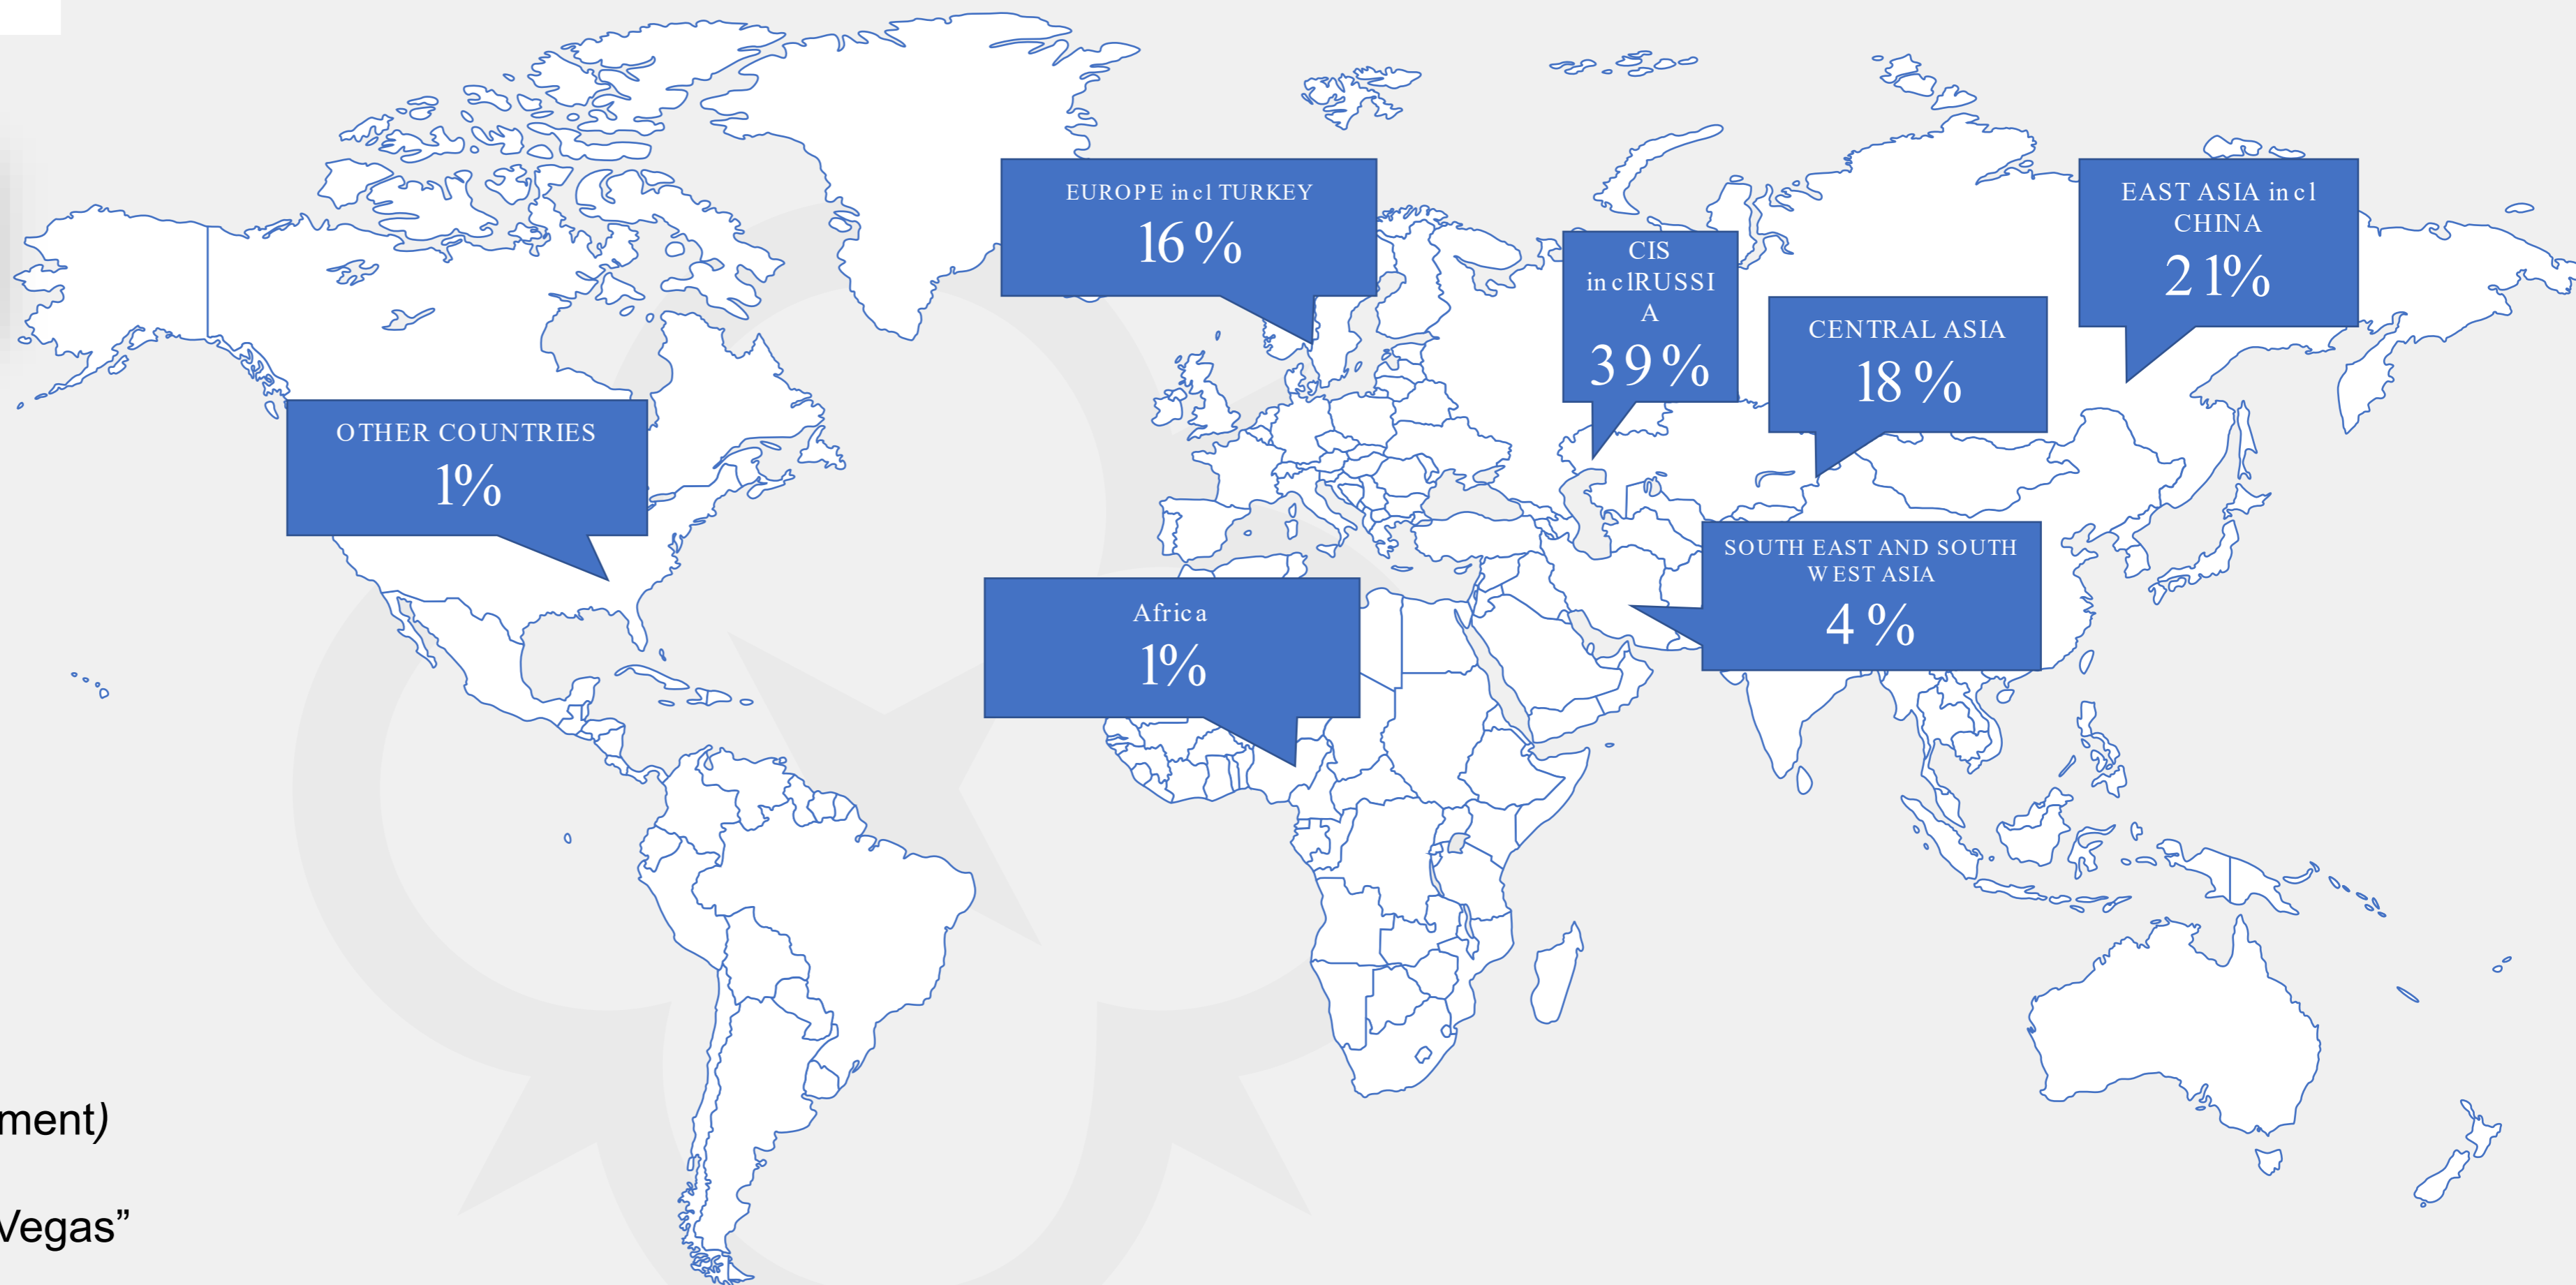 EUROPE incl TURKEY
16 %
EAST ASIA incl
CHINA
21%
CIS
inclRUSSI
A
39%
CENTRAL ASIA
18 %
OTHER COUNTRIES
1%
SOUTH EAST AND SOUTH
WEST ASIA
4 %
Africa
1%
ment)
Vegas”